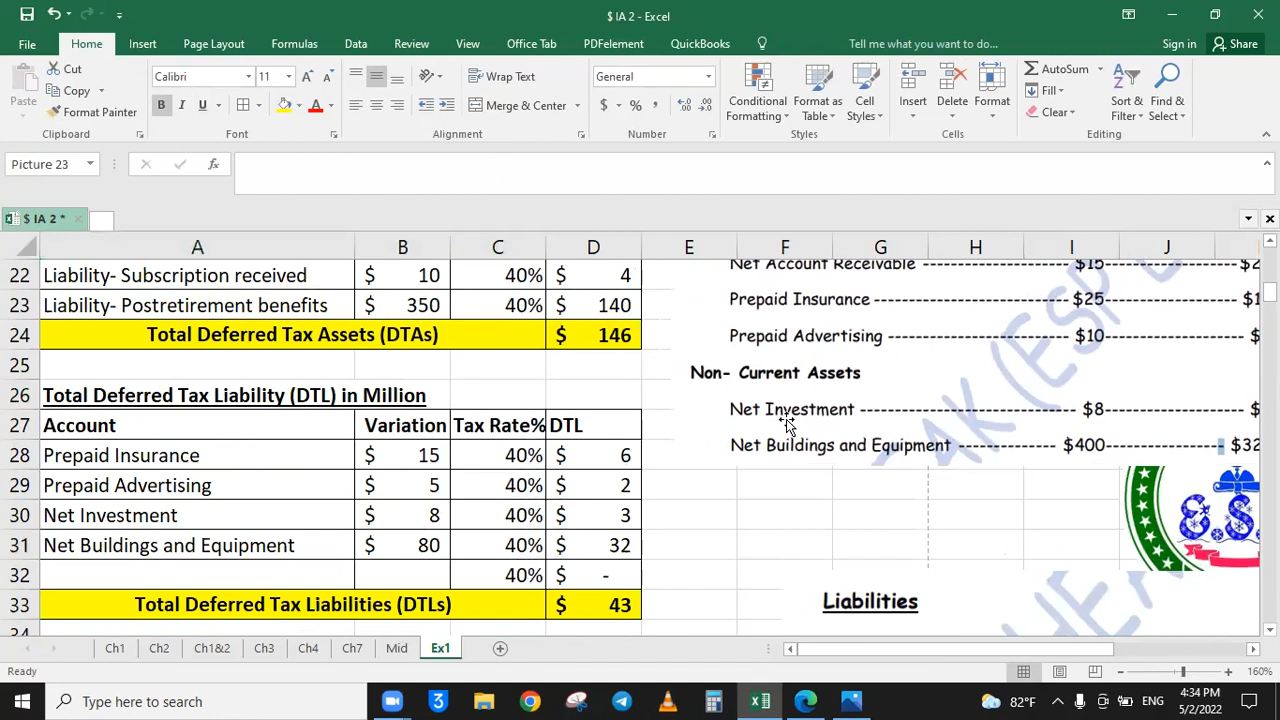 $ IA 2 - Excel
File Home Insert Page Layout Formulas Data Review View Office Tab PDFelement QuickBooks Tell me what you want to do... Sign in Share
Paste Cut Copy Format Painter
Calibri 11
B I U A A A
Wrap Text
Merge & Center
General
$ % ,
Conditional Formatting Format as Table Cell Styles
Insert Delete Format
AutoSum Fill Clear
Sort & Filter Find & Select
Clipboard Font Alignment Number Styles Cells Editing
Picture 23 fx
$ IA 2 *
A B C D E F G H I J
22 Liability- Subscription received $ 10 40% $ 4
23 Liability- Postretirement benefits $ 350 40% $ 140
24 Total Deferred Tax Assets (DTAs) $ 146
25
26 Total Deferred Tax Liability (DTL) in Million
27 Account Variation Tax Rate% DTL
28 Prepaid Insurance $ 15 40% $ 6
29 Prepaid Advertising $ 5 40% $ 2
30 Net Investment $ 8 40% $ 3
31 Net Buildings and Equipment $ 80 40% $ 32
32 40% $ -
33 Total Deferred Tax Liabilities (DTLs) $ 43
34
Net Account Receivable ---------------------- $15-------------------$2
Prepaid Insurance --------------------------- $25-------------------$1
Prepaid Advertising ------------------------- $10-------------------$
Non- Current Assets
Net Investment ----------------------------- $8-------------------$
Net Buildings and Equipment ------------- $400----------------- $32
Liabilities
Ch1 Ch2 Ch1&2 Ch3 Ch4 Ch7 Mid Ex1
Ready 160%
Type here to search
82°F ENG 4:34 PM
5/2/2022